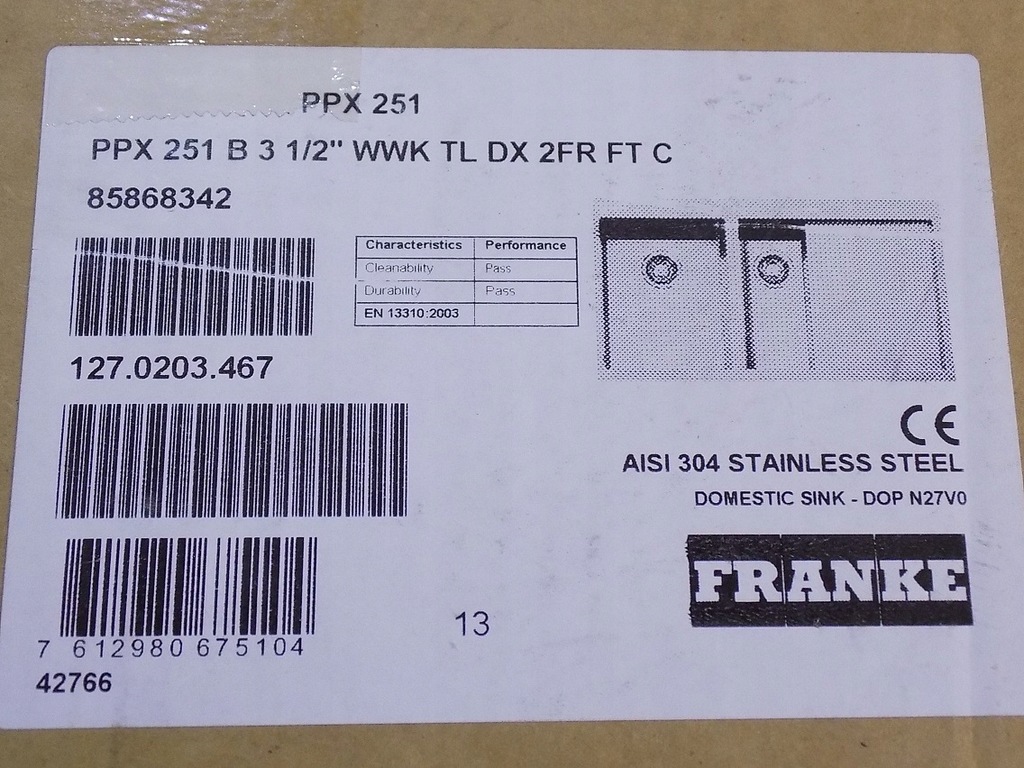 PPX 251
PPX 251 B 3 1/2" WWK TL DX 2FR FT C
85868342
Characteristics Performance
Cleanability Pass
Durability Pass
EN 13310:2003
127.0203.467
CE
AISI 304 STAINLESS STEEL
DOMESTIC SINK - DOP N27V0
FRANKE
13
7 612980 675104
42766